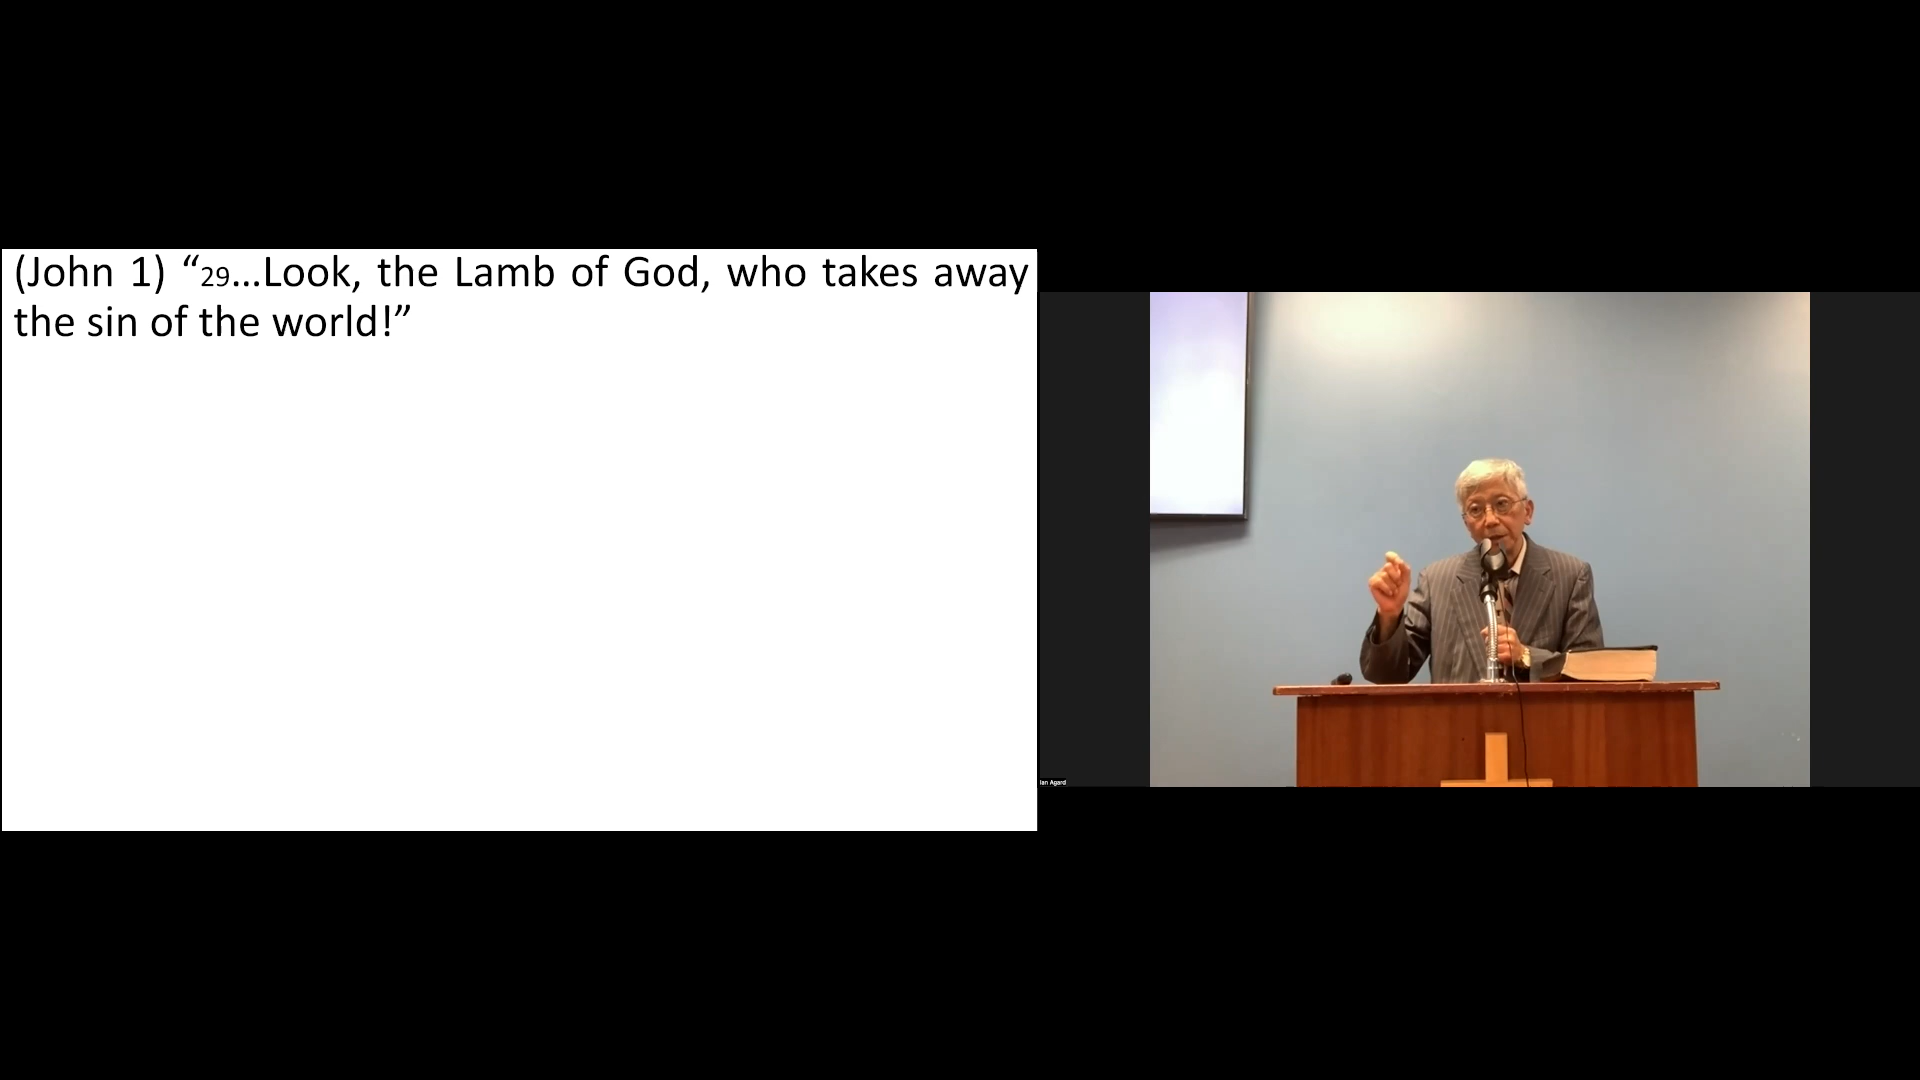 (John 1) “29…Look, the Lamb of God, who takes away
the sin of the world!”
Ian Agard